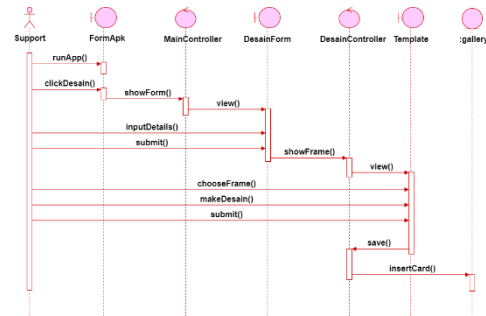 Support FormApk MainController DesainForm DesainController Template :gallery
runApp()
clickDesain()
showForm()
view()
inputDetails()
submit()
showFrame()
view()
chooseFrame()
makeDesain()
submit()
save()
insertCard()